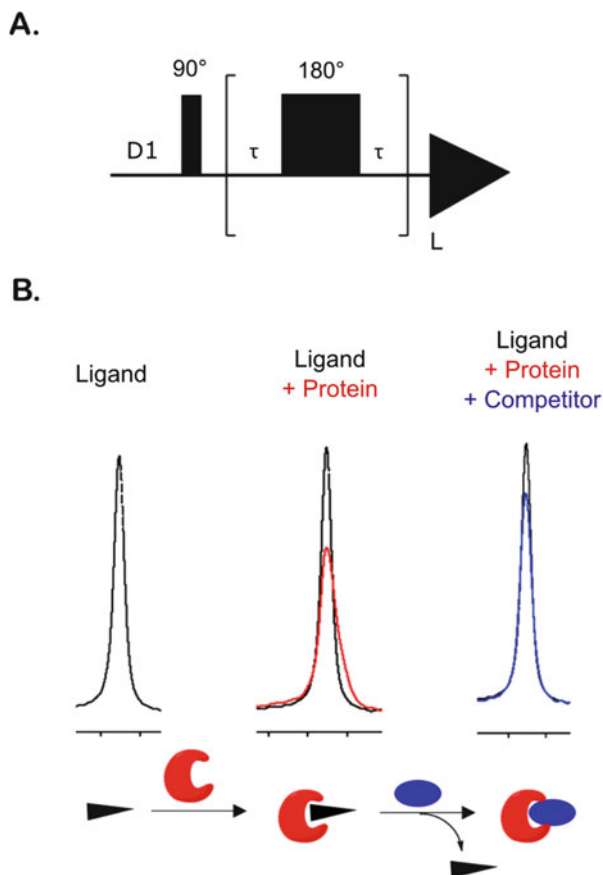 A.
90° 180°
D1 τ τ
L
B.
Ligand
Ligand
+ Protein
Ligand
+ Protein
+ Competitor